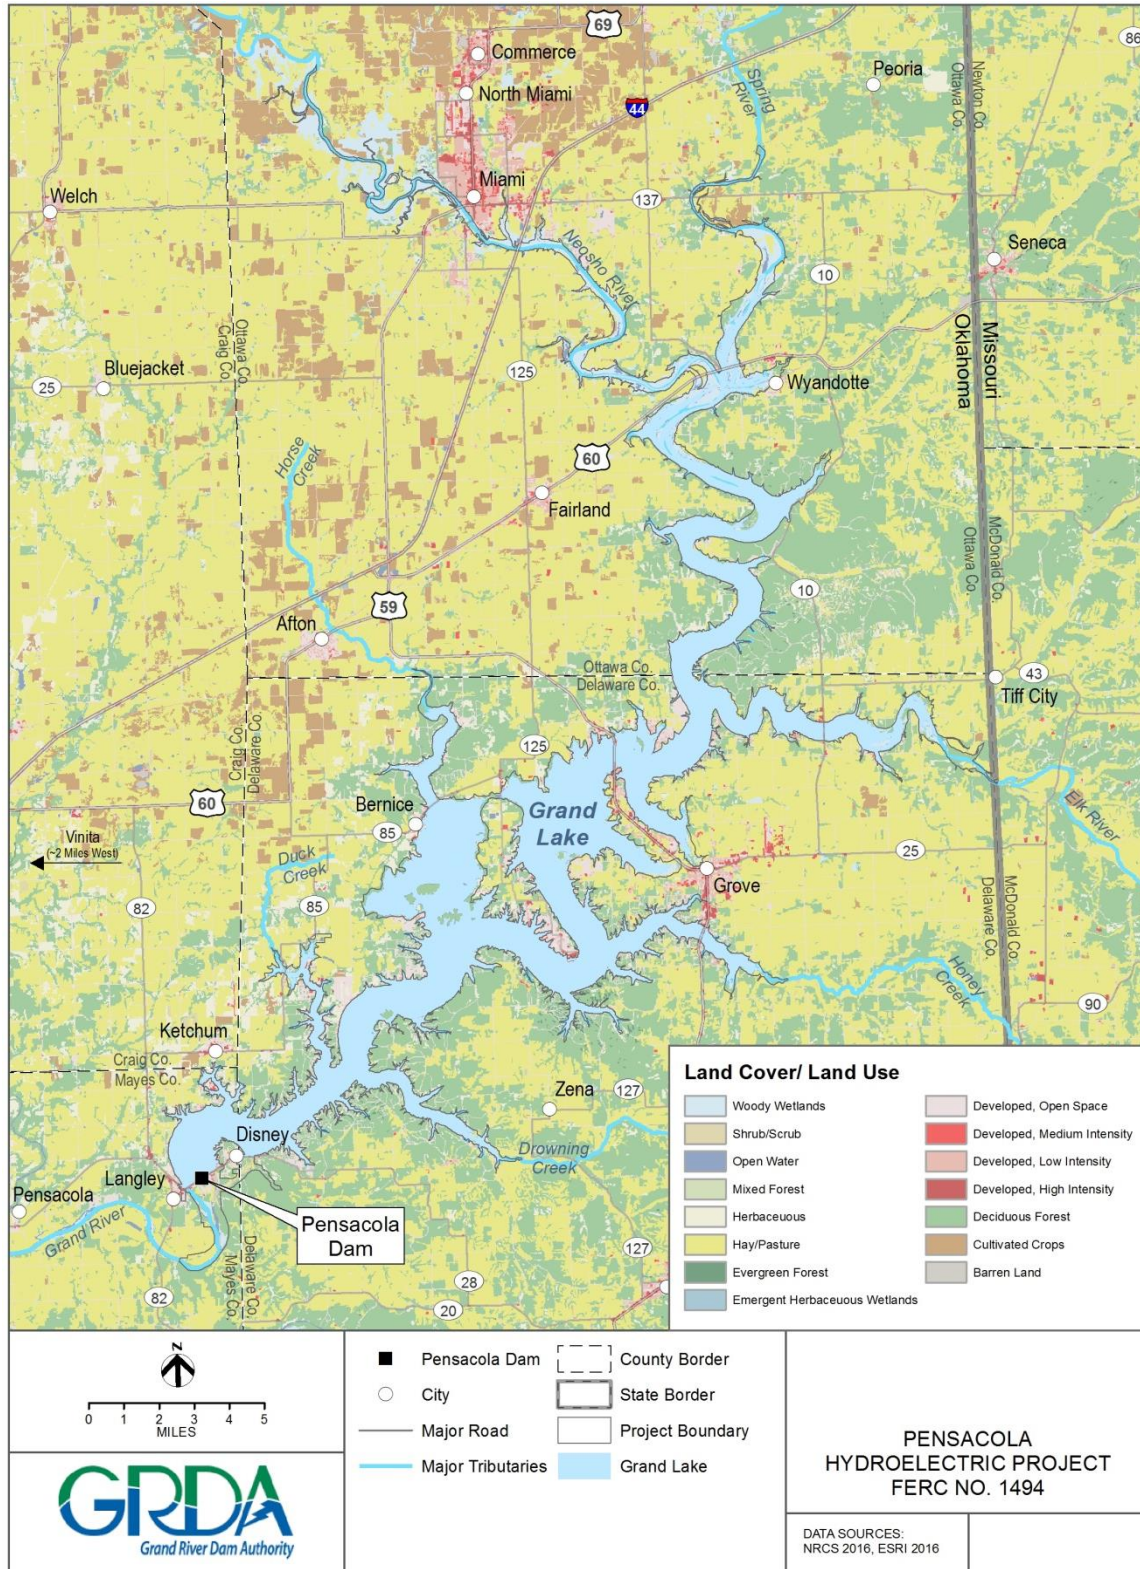 69
Commerce
86
Peoria
Newton Co.
Ottawa Co.
North Miami
44
Spring
River
Miami
137
Welch
Seneca
Neosho River
10
Ottawa Co.
Craig Co.
Missouri
Oklahoma
125
Bluejacket
25
Wyandotte
Horse
Creek
60
Fairland
McDonald Co.
Ottawa Co.
10
59
Afton
Ottawa Co.
Delaware Co.
43
Tiff City
Craig Co.
Delaware Co.
125
60
Bernice
Grand
Lake
Elk River
85
Vinita
(~2 Miles West)
Duck
Creek
25
Grove
82
85
McDonald Co.
Delaware Co.
Honey
Creek
90
Ketchum
Craig Co.
Mayes Co.
Zena
127
Disney
Drowning
Creek
Langley
Pensacola
Grand River
Pensacola
Dam
Delaware Co.
Mayes Co.
127
28
82
20
Land Cover/ Land Use
Woody Wetlands
Developed, Open Space
Shrub/Scrub
Developed, Medium Intensity
Open Water
Developed, Low Intensity
Mixed Forest
Developed, High Intensity
Herbaceuous
Deciduous Forest
Hay/Pasture
Cultivated Crops
Evergreen Forest
Barren Land
Emergent Herbaceuous Wetlands
N
0 1 2 3 4 5
MILES
Pensacola Dam
County Border
City
State Border
Major Road
Project Boundary
Major Tributaries
Grand Lake
GRDA
Grand River Dam Authority
PENSACOLA
HYDROELECTRIC PROJECT
FERC NO. 1494
DATA SOURCES:
NRCS 2016, ESRI 2016